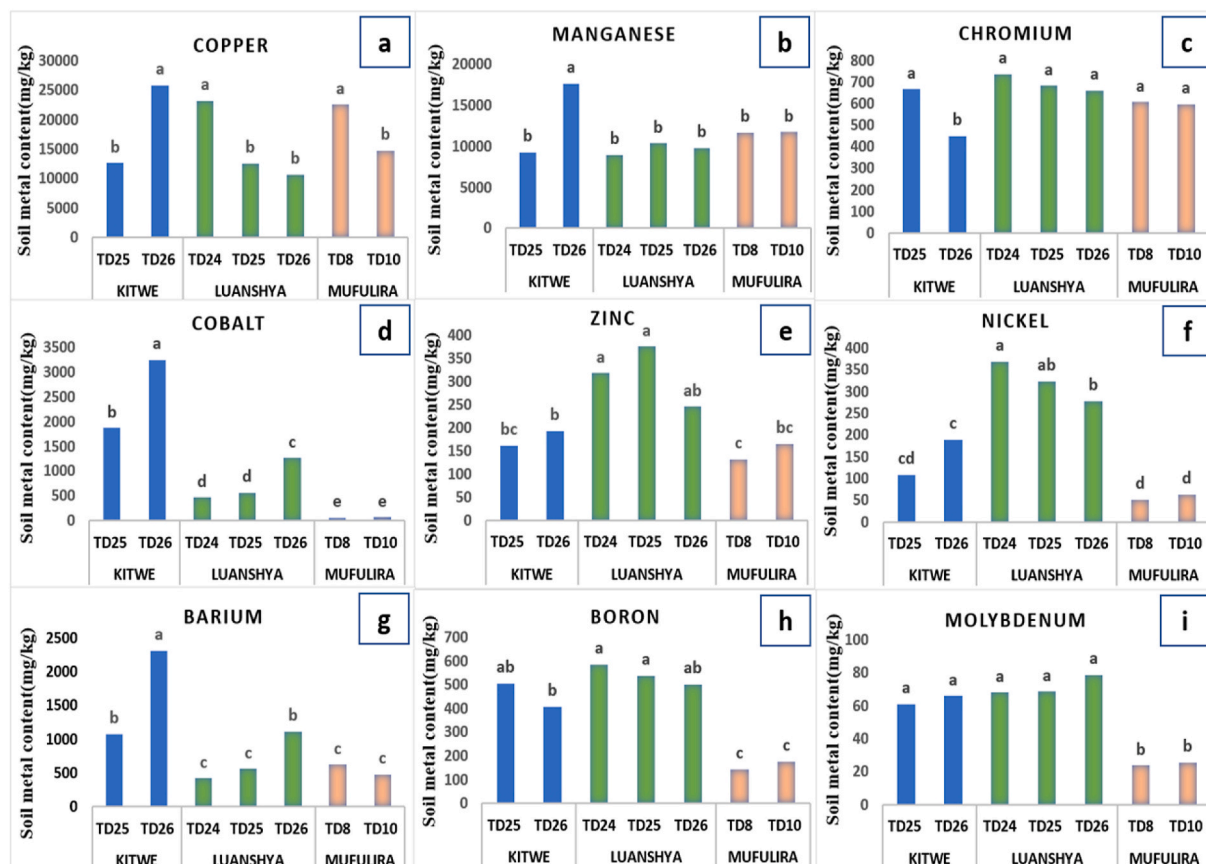 COPPER
a
Soil metal content(mg/kg)
30000
25000
20000
15000
10000
5000
0
b a a b b a b
TD25 TD26 TD24 TD25 TD26 TD8 TD10
KITWE LUANSHYA MUFULIRA
MANGANESE
b
Soil metal content(mg/kg)
20000
15000
10000
5000
0
b a b b b b b
TD25 TD26 TD24 TD25 TD26 TD8 TD10
KITWE LUANSHYA MUFULIRA
CHROMIUM
c
Soil metal content(mg/kg)
800
700
600
500
400
300
200
100
0
a b a a a a a
TD25 TD26 TD24 TD25 TD26 TD8 TD10
KITWE LUANSHYA MUFULIRA
COBALT
d
Soil metal content(mg/kg)
3500
3000
2500
2000
1500
1000
500
0
b a d d c e e
TD25 TD26 TD24 TD25 TD26 TD8 TD10
KITWE LUANSHYA MUFULIRA
ZINC
e
Soil metal content(mg/kg)
400
350
300
250
200
150
100
50
0
bc b a a ab c bc
TD25 TD26 TD24 TD25 TD26 TD8 TD10
KITWE LUANSHYA MUFULIRA
NICKEL
f
Soil metal content(mg/kg)
400
350
300
250
200
150
100
50
0
cd c a ab b d d
TD25 TD26 TD24 TD25 TD26 TD8 TD10
KITWE LUANSHYA MUFULIRA
BARIUM
g
Soil metal content(mg/kg)
2500
2000
1500
1000
500
0
b a c c b c c
TD25 TD26 TD24 TD25 TD26 TD8 TD10
KITWE LUANSHYA MUFULIRA
BORON
h
Soil metal content(mg/kg)
700
600
500
400
300
200
100
0
ab b a a ab c c
TD25 TD26 TD24 TD25 TD26 TD8 TD10
KITWE LUANSHYA MUFULIRA
MOLYBDENUM
i
Soil metal content(mg/kg)
100
80
60
40
20
0
a a a a a b b
TD25 TD26 TD24 TD25 TD26 TD8 TD10
KITWE LUANSHYA MUFULIRA